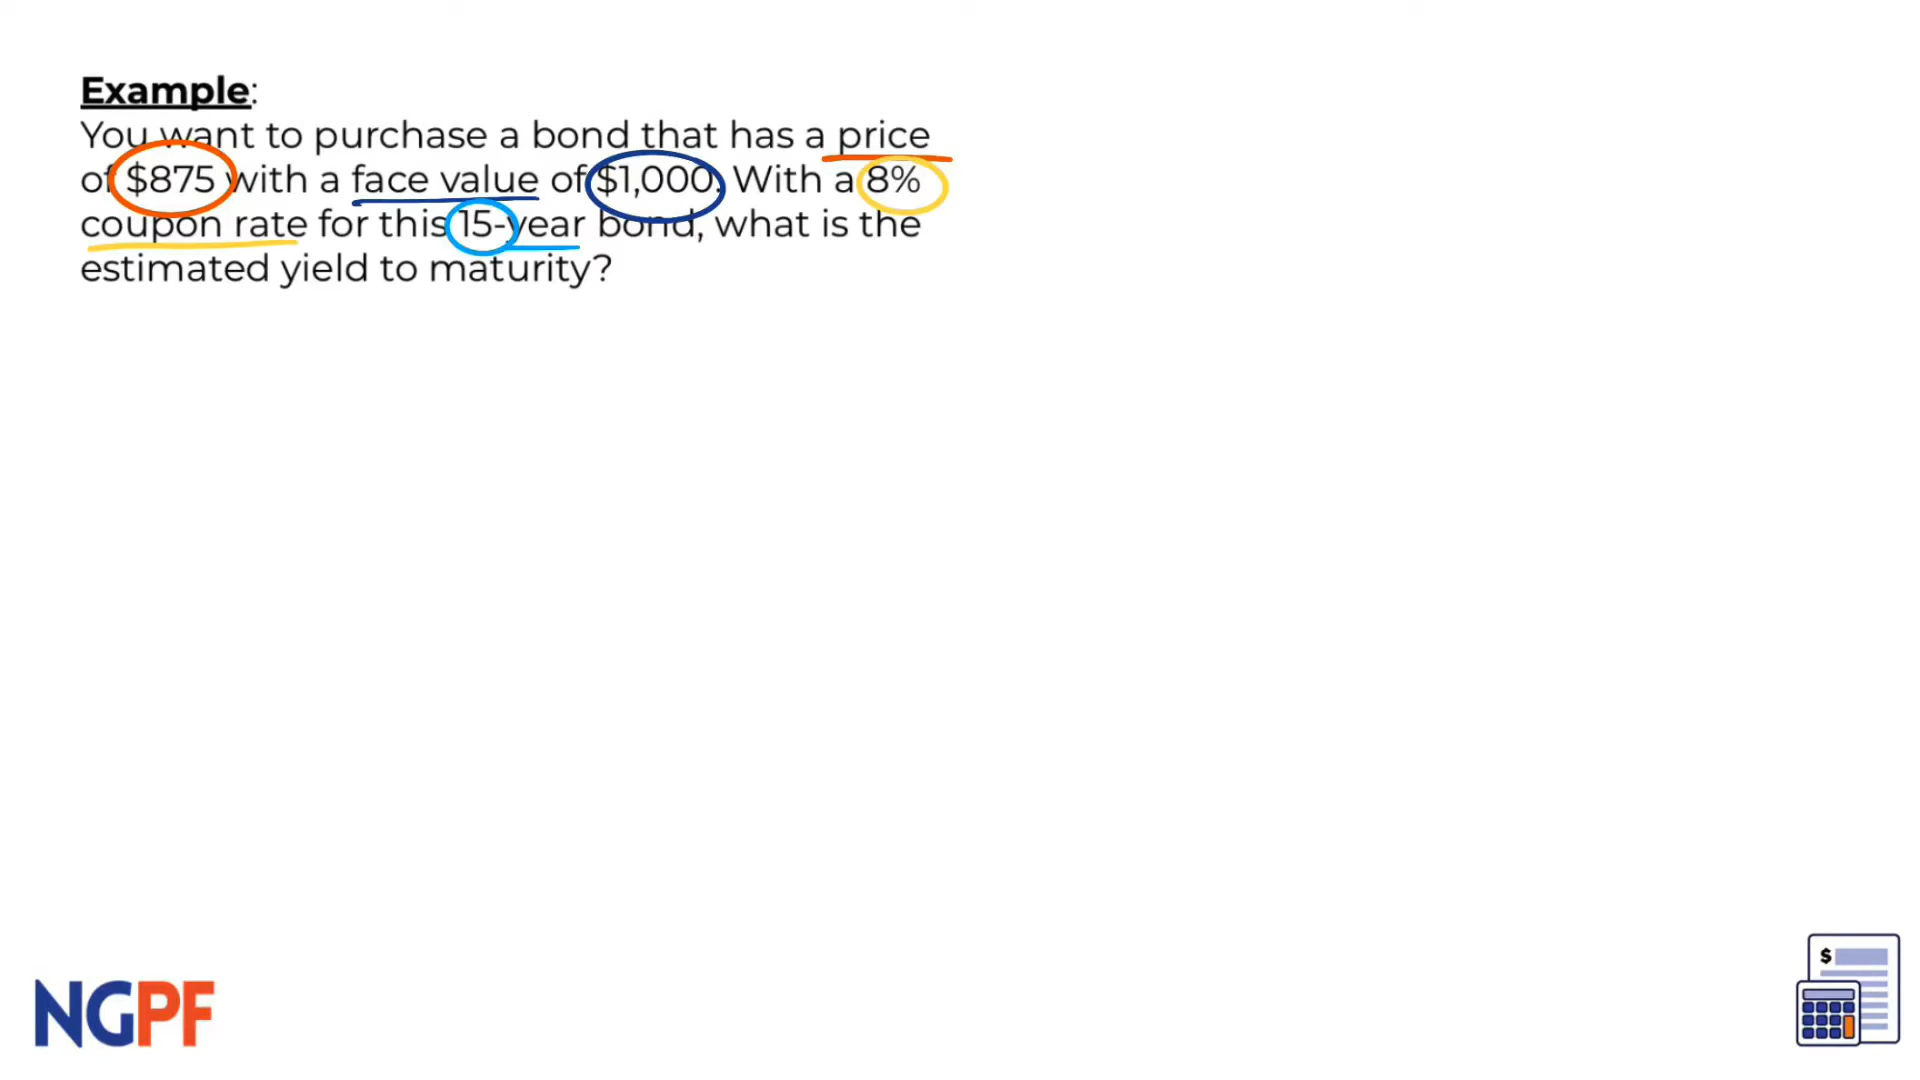 Example:
You want to purchase a bond that has a price
of $875 with a face value of $1,000. With a 8%
coupon rate for this 15-year bond, what is the
estimated yield to maturity?
$
NGPF